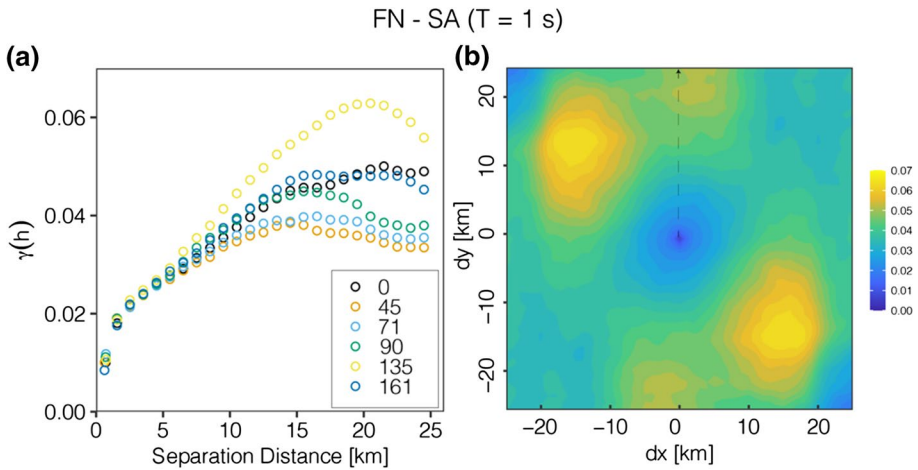 FN - SA (T = 1 s)
(a)
γ(h)
0.06
0.04
0.02
0.00
0 5 10 15 20 25
Separation Distance [km]
0
45
71
90
135
161
(b)
dy [km]
20
10
0
−10
−20
−20 −10 0 10 20
dx [km]
0.07
0.06
0.05
0.04
0.03
0.02
0.01
0.00